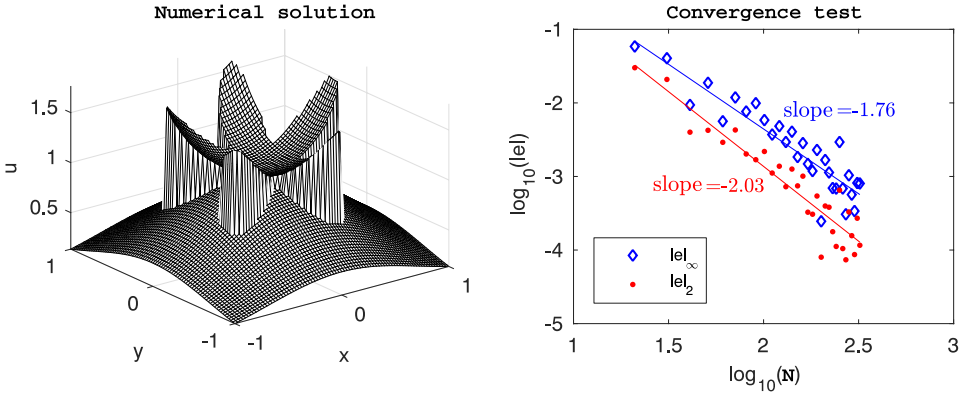 Numerical solution
u
1.5
1
0.5
1
0
-1
y
-1
0
1
x
Convergence test
log₁₀(|e|)
-1
-2
-3
-4
-5
slope=-1.76
slope=-2.03
|e|∞
|e|₂
1
1.5
2
2.5
3
log₁₀(N)